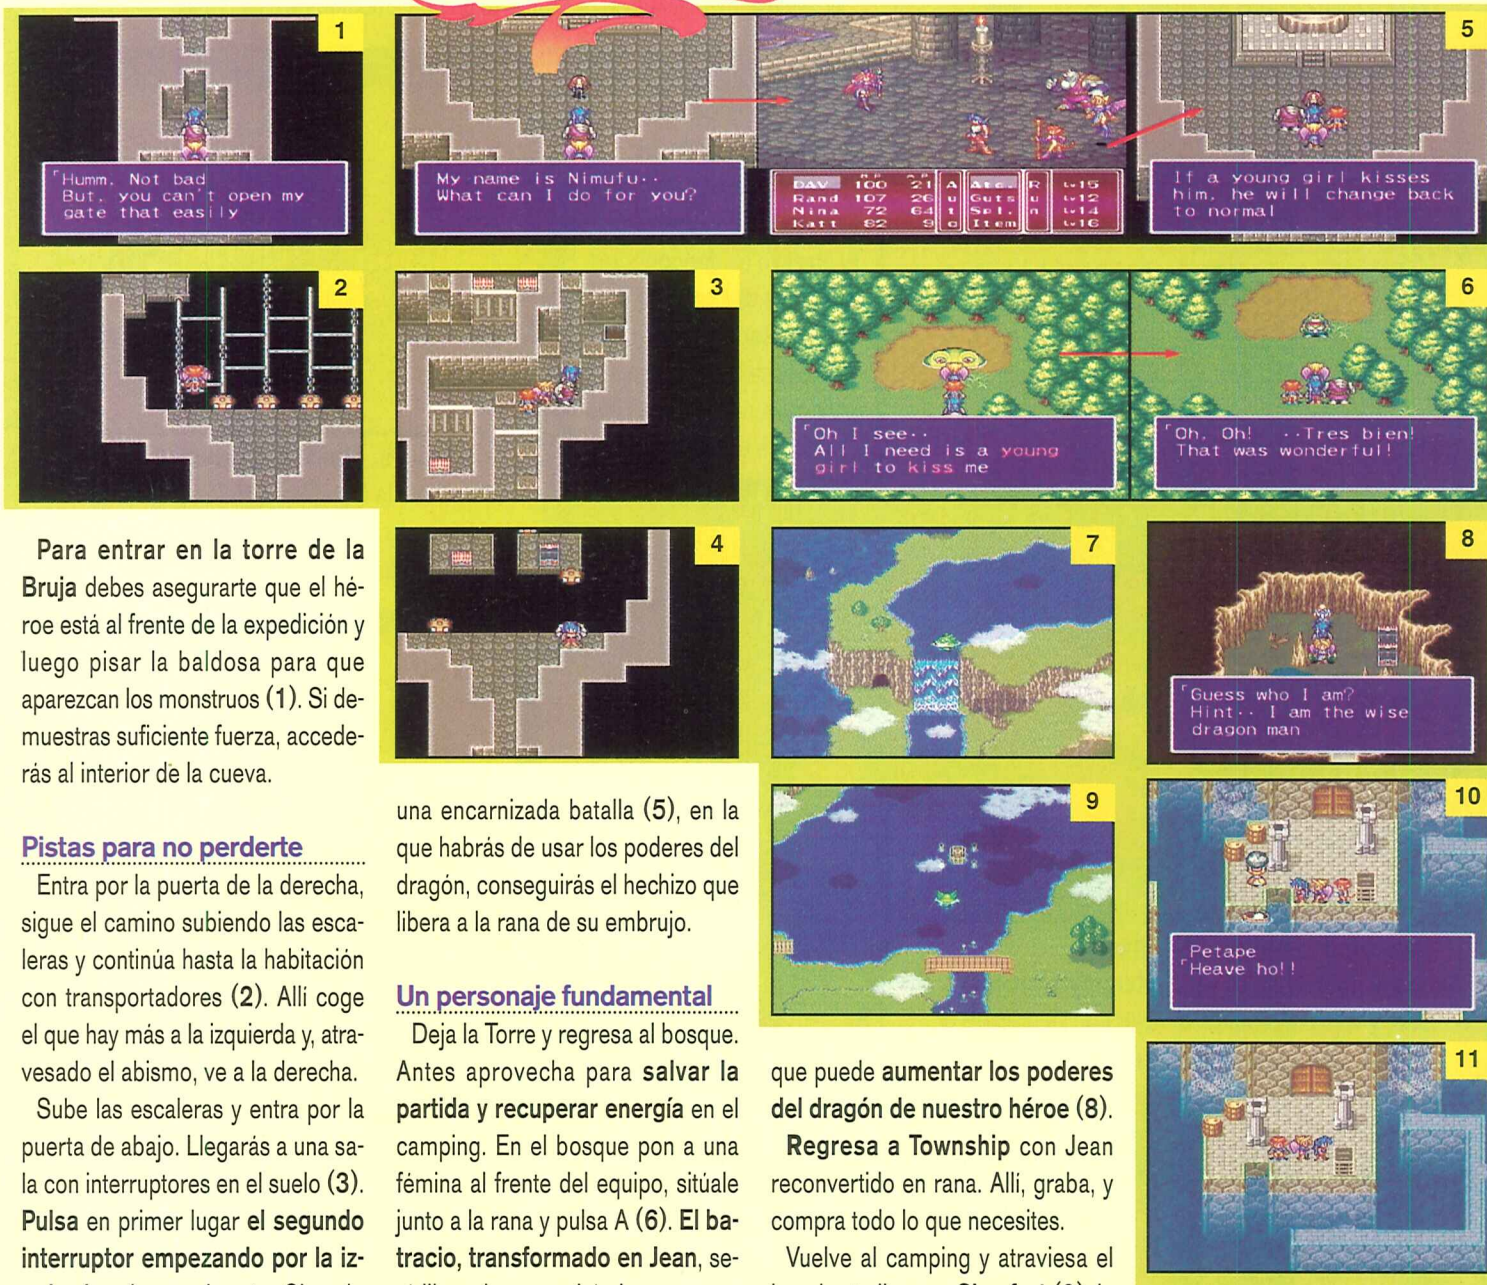 1
「Humm. Not bad
But, you can't open my
gate that easily
My name is Nimufu··
What can I do for you?
DAV 100 21
Rand 107 26
Nina 72 64
Katt 82 9
Auto
Atc.
Guts
Spl.
Item
Run
Lv15
Lv12
Lv14
Lv16
5
If a young girl kisses
him, he will change back
to normal
2
3
6
「Oh I see··
All I need is a young
girl to kiss me
「Oh, Oh! ··Tres bien!
That was wonderful!
4
7
8
「Guess who I am?
Hint·· I am the wise
dragon man
9
10
Petape
「Heave ho!!
11
Para entrar en la torre de la
Bruja debes asegurarte que el hé-
roe está al frente de la expedición y
luego pisar la baldosa para que
aparezcan los monstruos (1). Si de-
muestras suficiente fuerza, accede-
rás al interior de la cueva.
Pistas para no perderte
Entra por la puerta de la derecha,
sigue el camino subiendo las esca-
leras y continúa hasta la habitación
con transportadores (2). Allí coge
el que hay más a la izquierda y, atra-
vesado el abismo, ve a la derecha.
Sube las escaleras y entra por la
puerta de abajo. Llegarás a una sa-
la con interruptores en el suelo (3).
Pulsa en primer lugar el segundo
interruptor empezando por la iz-
una encarnizada batalla (5), en la
que habrás de usar los poderes del
dragón, conseguirás el hechizo que
libera a la rana de su embrujo.
Un personaje fundamental
Deja la Torre y regresa al bosque.
Antes aprovecha para salvar la
partida y recuperar energía en el
camping. En el bosque pon a una
fémina al frente del equipo, sitúale
junto a la rana y pulsa A (6). El ba-
tracio, transformado en Jean, se-
que puede aumentar los poderes
del dragón de nuestro héroe (8).
Regresa a Township con Jean
reconvertido en rana. Allí, graba, y
compra todo lo que necesites.
Vuelve al camping y atraviesa el